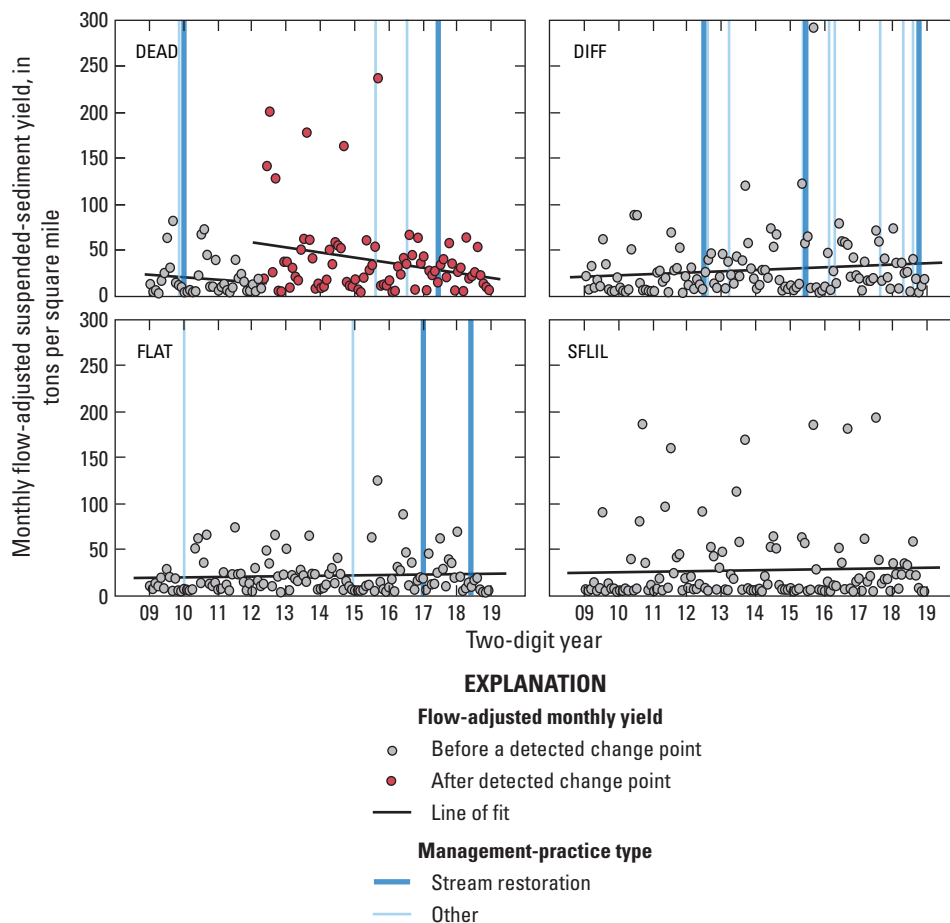 Monthly flow-adjusted suspended-sediment yield, in
tons per square mile
300
250
200
150
100
50
0
DEAD
DIFF
300
250
200
150
100
50
0
FLAT
SFLIL
09 10 11 12 13 14 15 16 17 18 19
09 10 11 12 13 14 15 16 17 18 19
Two-digit year
EXPLANATION
Flow-adjusted monthly yield
Before a detected change point
After detected change point
Line of fit
Management-practice type
Stream restoration
Other